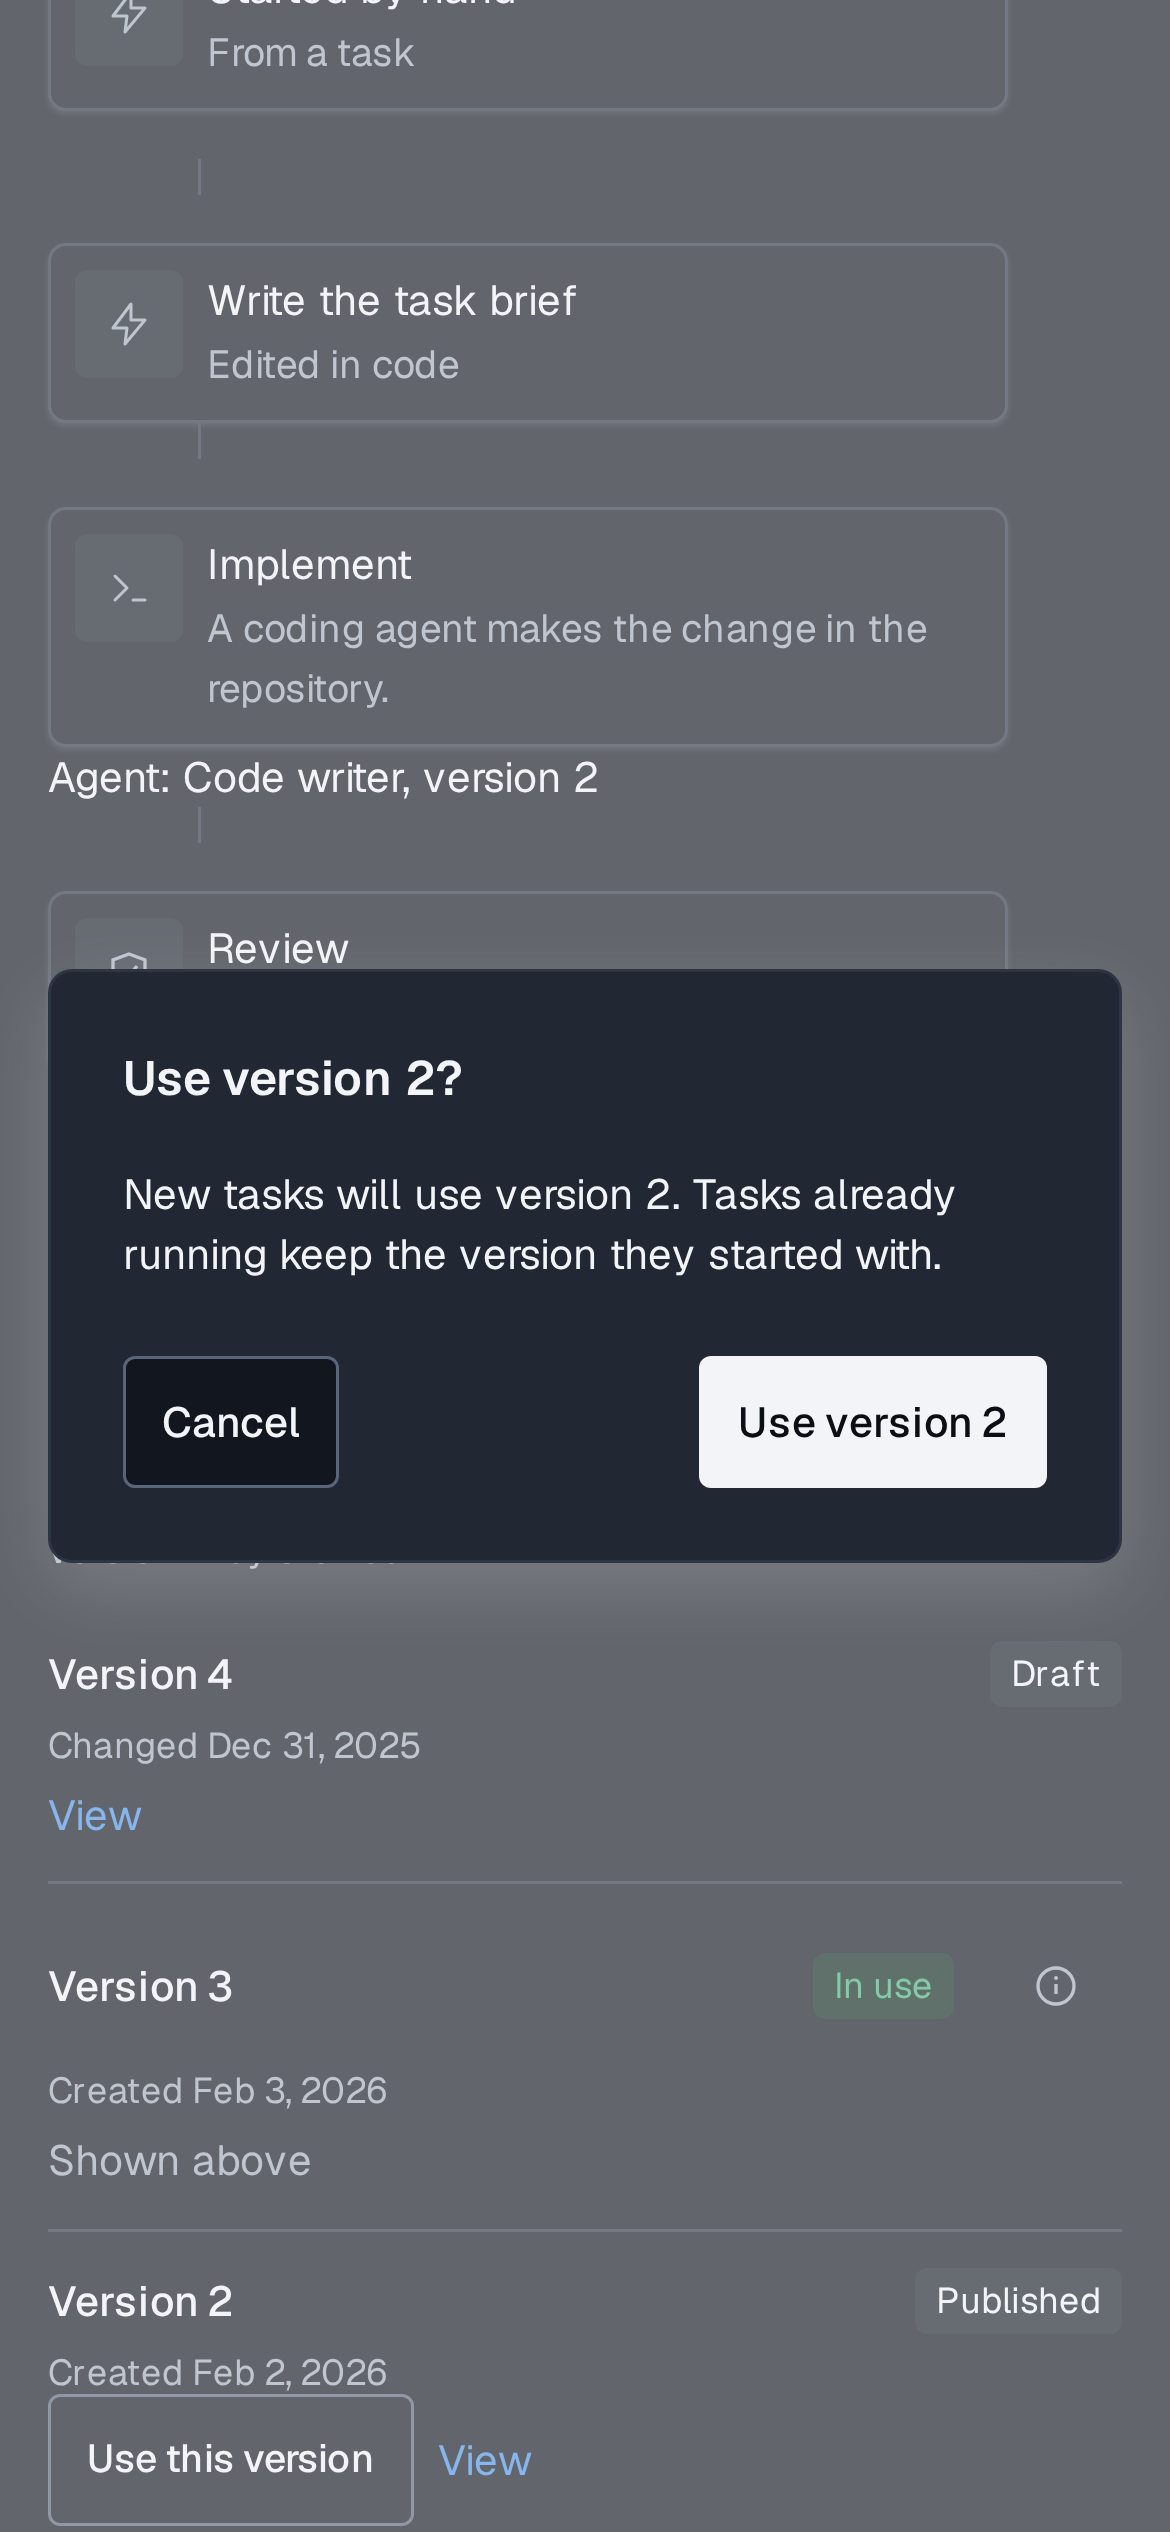 Started by hand
From a task
Write the task brief
Edited in code
Implement
A coding agent makes the change in the
repository.
Agent: Code writer, version 2
Review
Use version 2?
New tasks will use version 2. Tasks already
running keep the version they started with.
Cancel
Use version 2
Version 4
Draft
Changed Dec 31, 2025
View
Version 3
In use
Created Feb 3, 2026
Shown above
Version 2
Published
Created Feb 2, 2026
Use this version
View